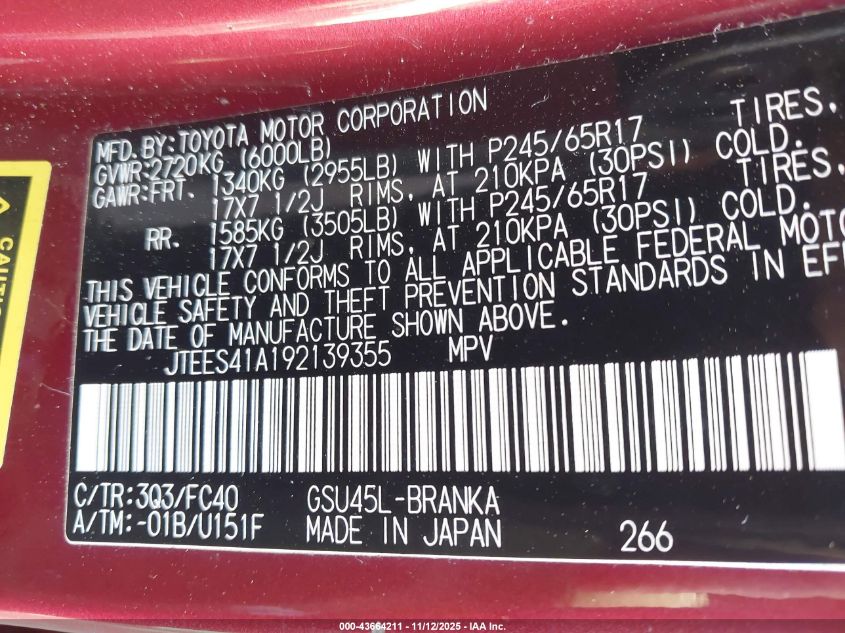 MFD. BY: TOYOTA MOTOR CORPORATION
GVWR: 2720KG (6000LB)
GAWR: FRT. 1340KG (2955LB) WITH P245/65R17 TIRES,
17X7 1/2J RIMS, AT 210KPA (30PSI) COLD.
RR. 1585KG (3505LB) WITH P245/65R17 TIRES,
17X7 1/2J RIMS, AT 210KPA (30PSI) COLD.
THIS VEHICLE CONFORMS TO ALL APPLICABLE FEDERAL MOTO
VEHICLE SAFETY AND THEFT PREVENTION STANDARDS IN EFF
THE DATE OF MANUFACTURE SHOWN ABOVE.
JTEES41A192139355 MPV
C/TR: 3Q3/FC40 GSU45L-BRANKA
A/TM: -01B/U151F MADE IN JAPAN 266
CAUTI
000-43664211 - 11/12/2025 - IAA Inc.